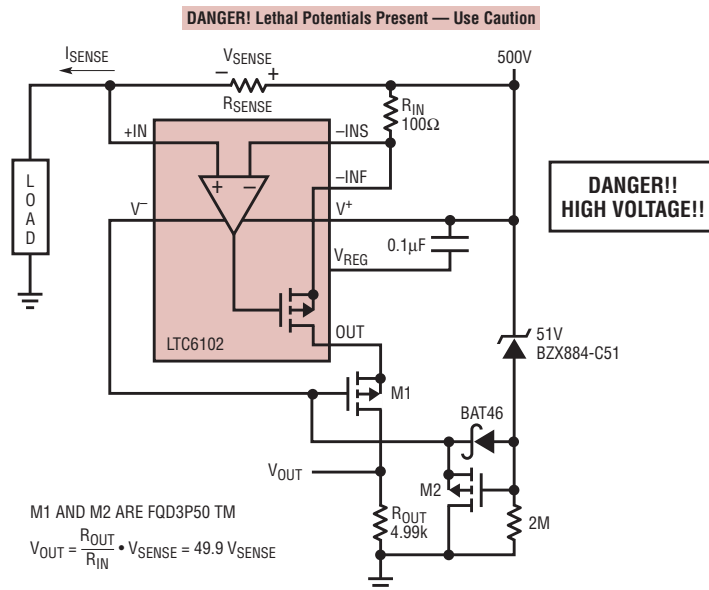 DANGER! Lethal Potentials Present — Use Caution
ISENSE
VSENSE
– +
RSENSE
500V
RIN
100Ω
+IN
–INS
–INF
+ –
V–
V+
0.1µF
VREG
LOAD
DANGER!!
HIGH VOLTAGE!!
LTC6102
OUT
51V
BZX884-C51
M1
BAT46
VOUT
M2
ROUT
4.99k
2M
M1 AND M2 ARE FQD3P50 TM
VOUT = ROUT/RIN • VSENSE = 49.9 VSENSE